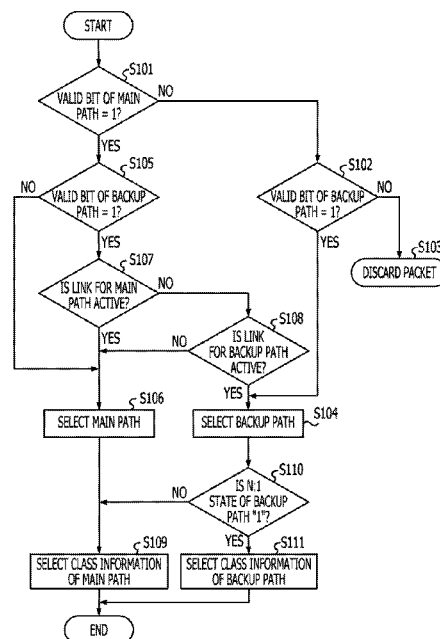 START
S101
VALID BIT OF MAIN
PATH = 1?
NO
YES
S105
S102
NO
VALID BIT OF BACKUP
PATH = 1?
VALID BIT OF BACKUP
PATH = 1?
NO
YES
YES
S103
DISCARD PACKET
S107
IS LINK FOR MAIN
PATH ACTIVE?
NO
YES
S108
NO
IS LINK
FOR BACKUP PATH
ACTIVE?
YES
S106
SELECT MAIN PATH
SELECT BACKUP PATH
S104
S110
NO
IS N:1
STATE OF BACKUP
PATH "1"?
YES
S109
S111
SELECT CLASS INFORMATION
OF MAIN PATH
SELECT CLASS INFORMATION
OF BACKUP PATH
END